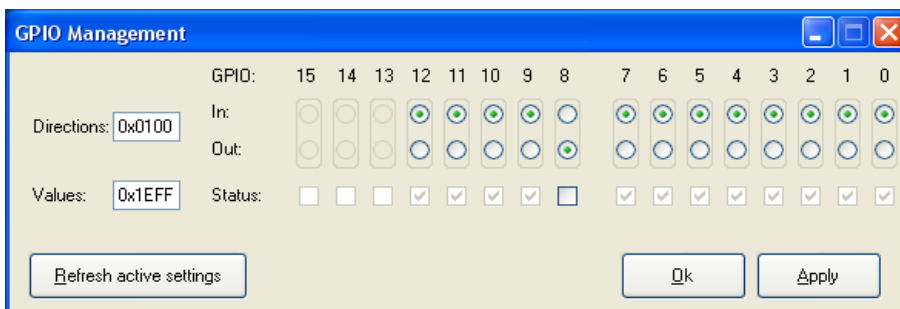 GPIO Management
GPIO: 15 14 13 12 11 10 9 8 7 6 5 4 3 2 1 0
In:
Directions: 0x0100
Out:
Values: 0x1EFF Status:
Refresh active settings Ok Apply